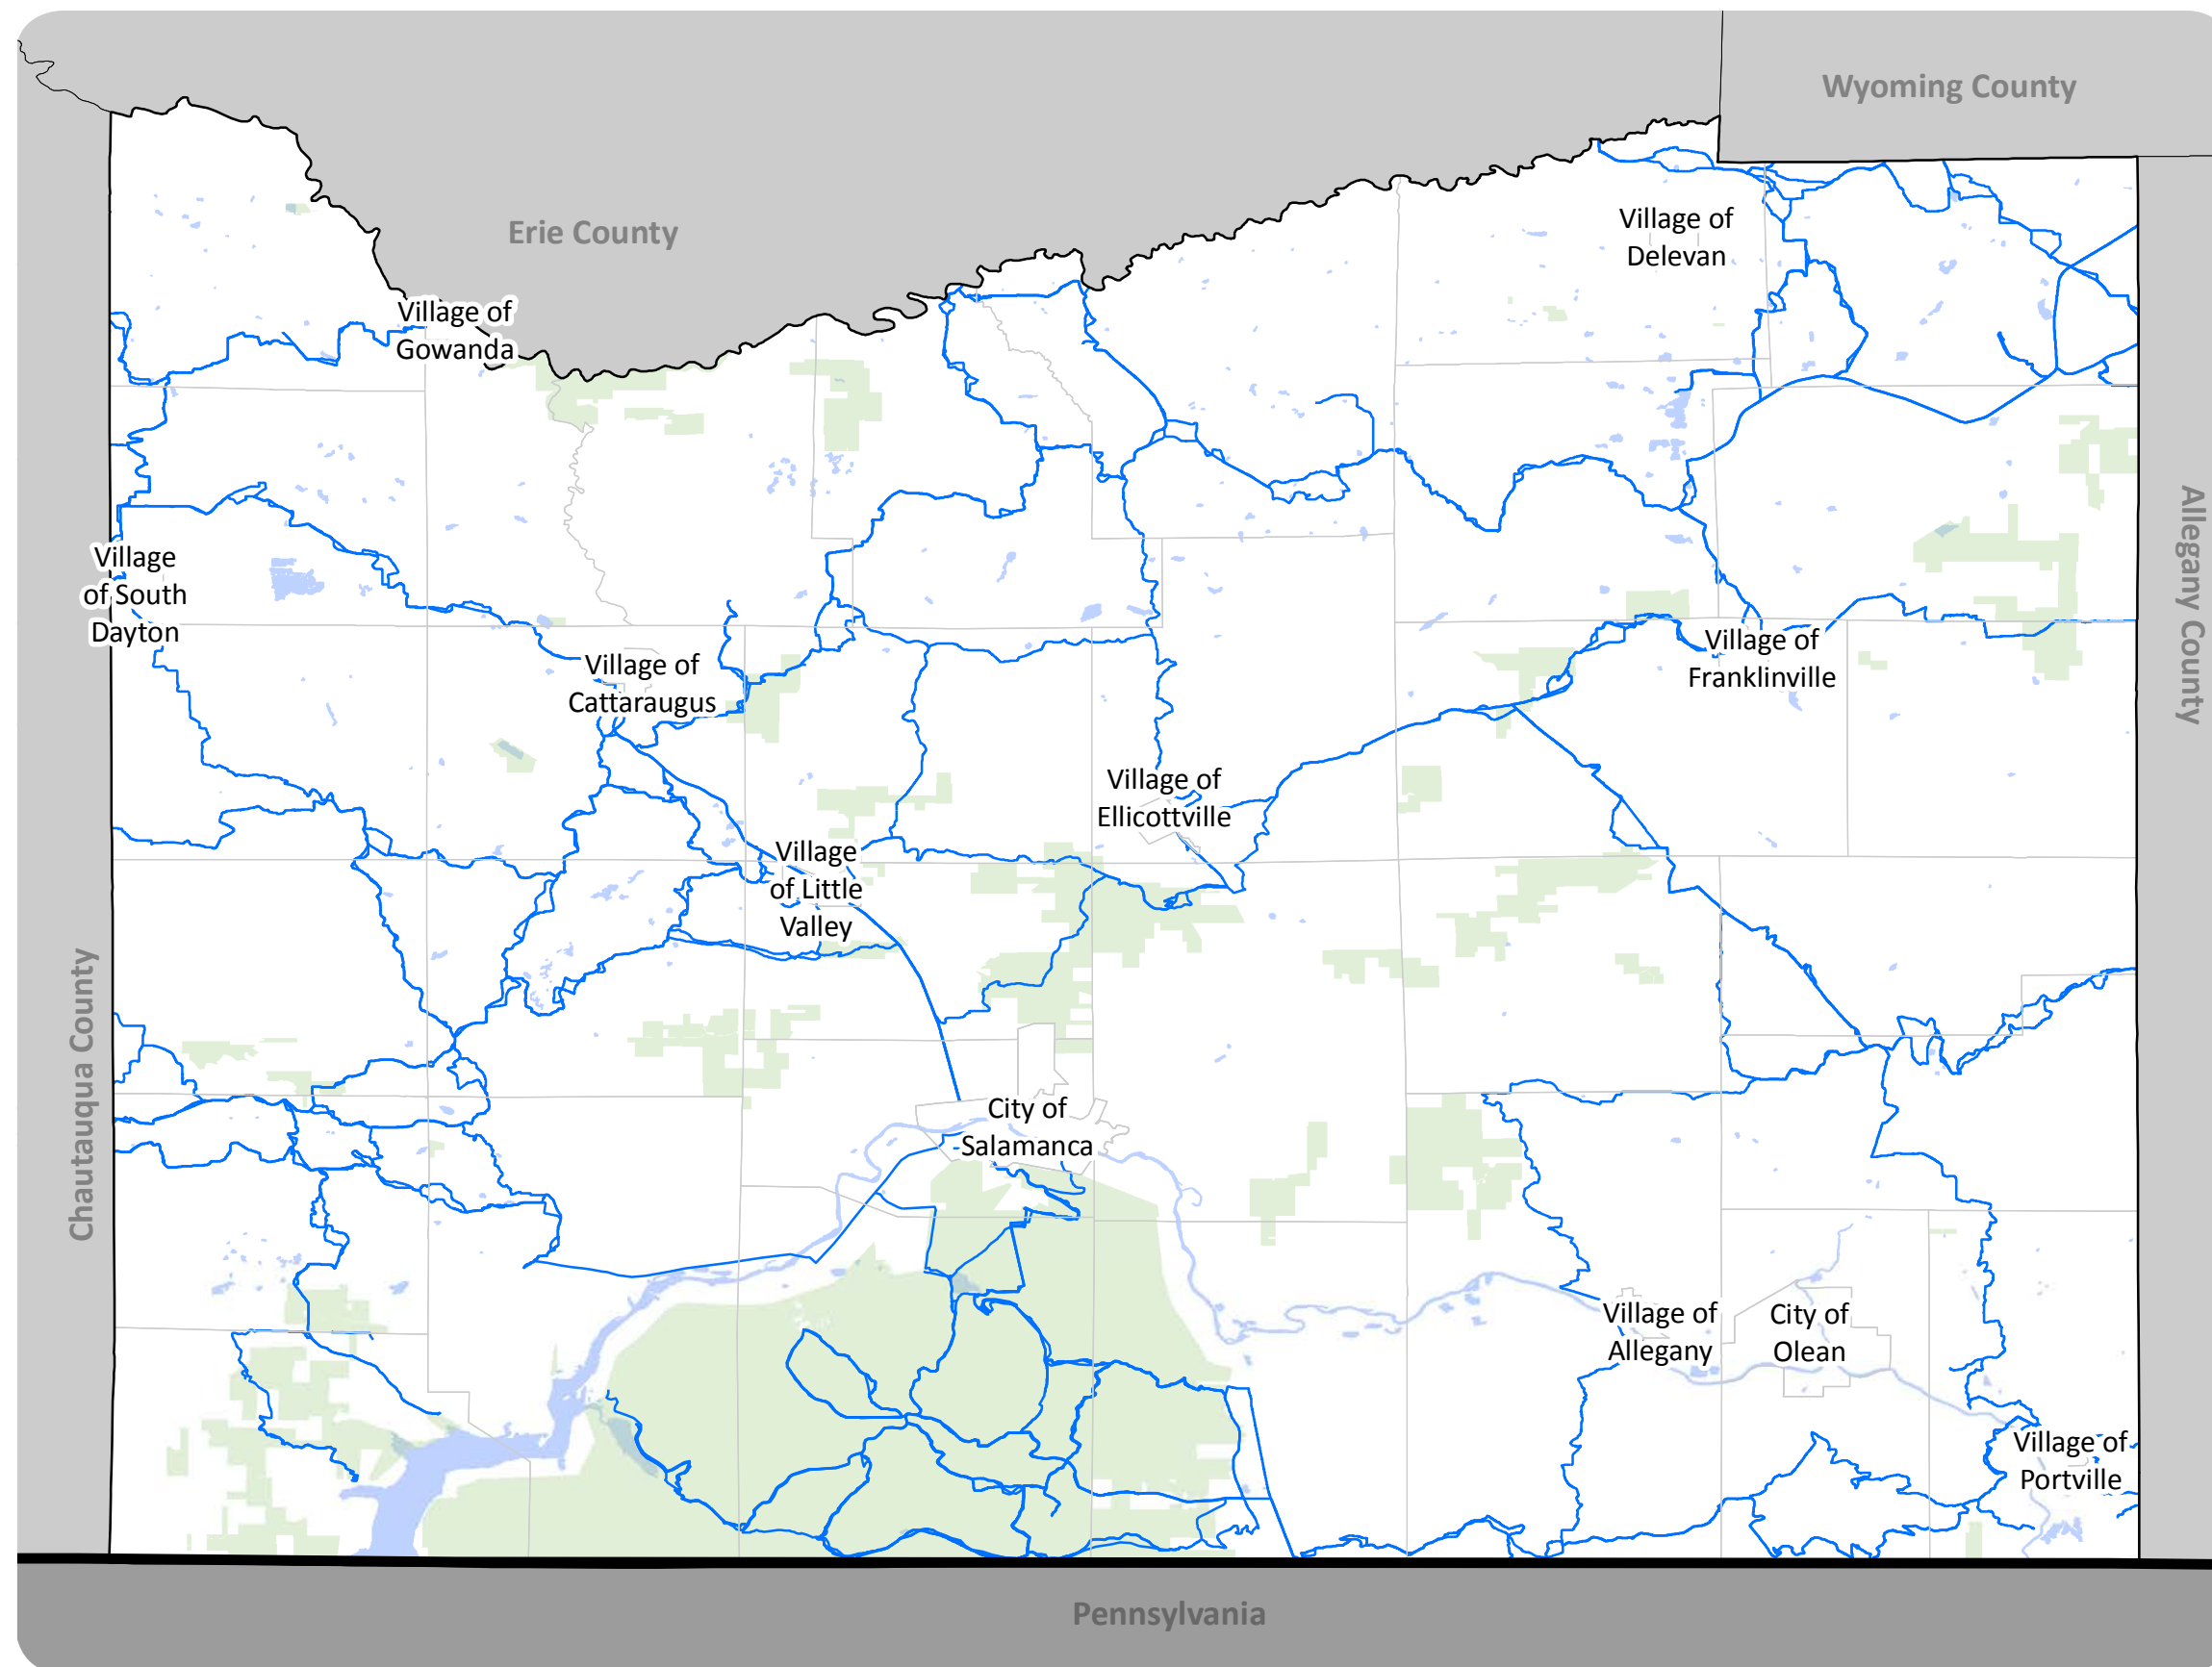 Wyoming County
Village of
Delevan
Erie County
Village of
Gowanda
Allegany County
Village
of South
Dayton
Village of
Cattaraugus
Village of
Franklinville
Village of
Ellicottville
Village
of Little
Valley
Chautauqua County
City of
Salamanca
Village of
Allegany
City of
Olean
Village of
Portville
Pennsylvania